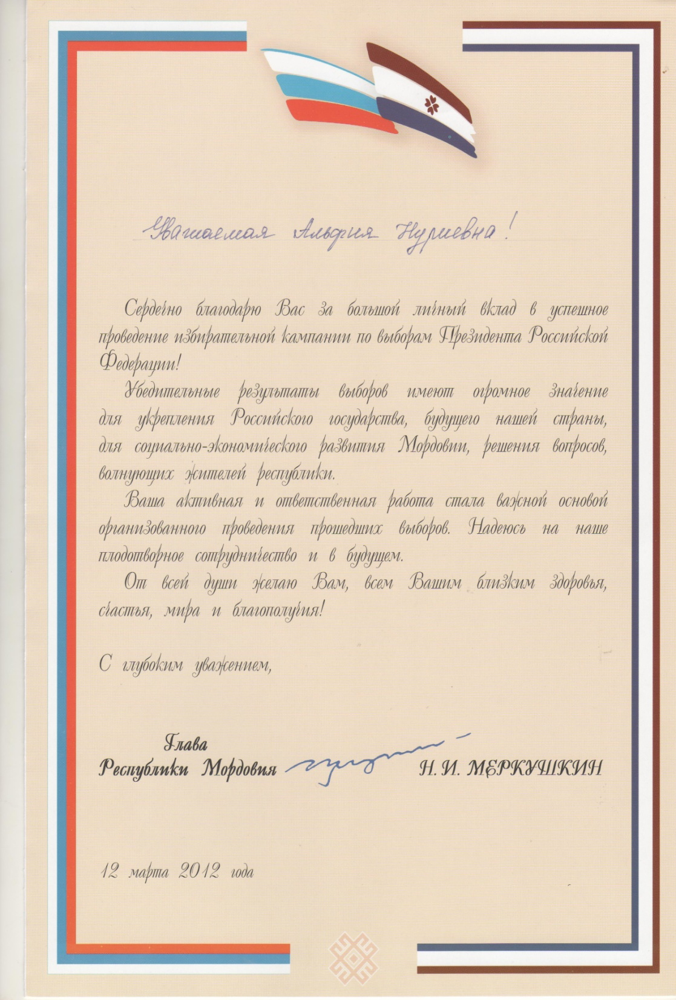 Уважаемая Альфия Нуриевна!
Сердечно благодарю Вас за большой личный вклад в успешное
проведение избирательной кампании по выборам Президента Российской
Федерации!
Убедительные результаты выборов имеют огромное значение
для укрепления Российского государства, будущего нашей страны,
для социально-экономического развития Мордовии, решения вопросов,
волнующих жителей республики.
Ваша активная и ответственная работа стала важной основой
организованного проведения прошедших выборов. Надеюсь на наше
плодотворное сотрудничество и в будущем.
От всей души желаю Вам, всем Вашим близким здоровья,
счастья, мира и благополучия!
С глубоким уважением,
Глава
Республики Мордовия Н. И. МЕРКУШКИН
12 марта 2012 года